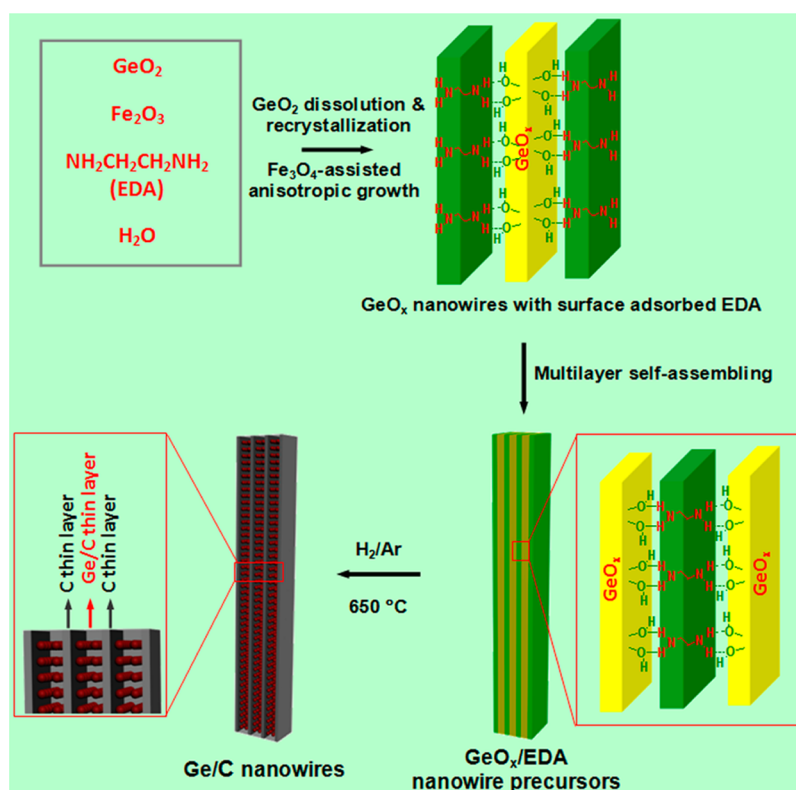 GeO₂
Fe₂O₃
NH₂CH₂CH₂NH₂
(EDA)
H₂O
GeO₂ dissolution &
recrystallization
Fe₃O₄-assisted
anisotropic growth
H H O H N N H H O H GeOₓ H O H N N H
GeOₓ nanowires with surface adsorbed EDA
Multilayer self-assembling
C thin layer
Ge/C thin layer
C thin layer
H₂/Ar
650 °C
GeOₓ
GeOₓ
Ge/C nanowires
GeOₓ/EDA
nanowire precursors